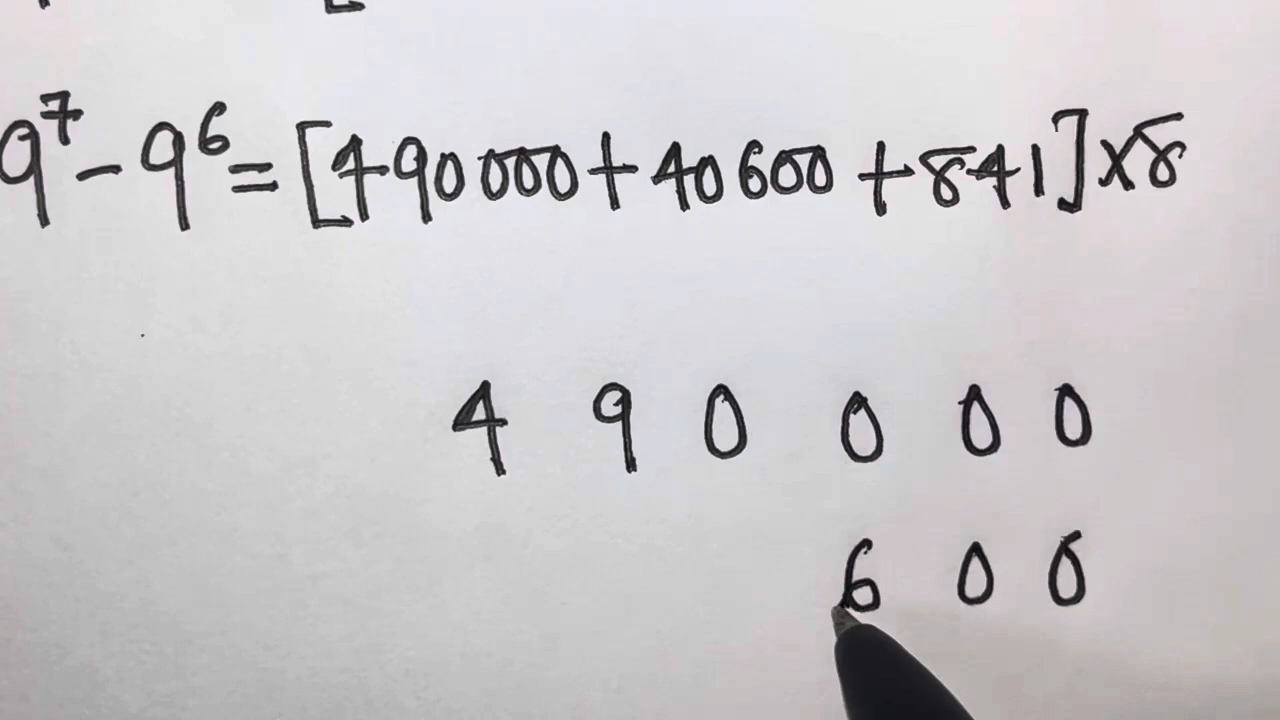 9⁷ - 9⁶ = [490000 + 40600 + 841] × 8
4 9 0 0 0 0
6 0 0